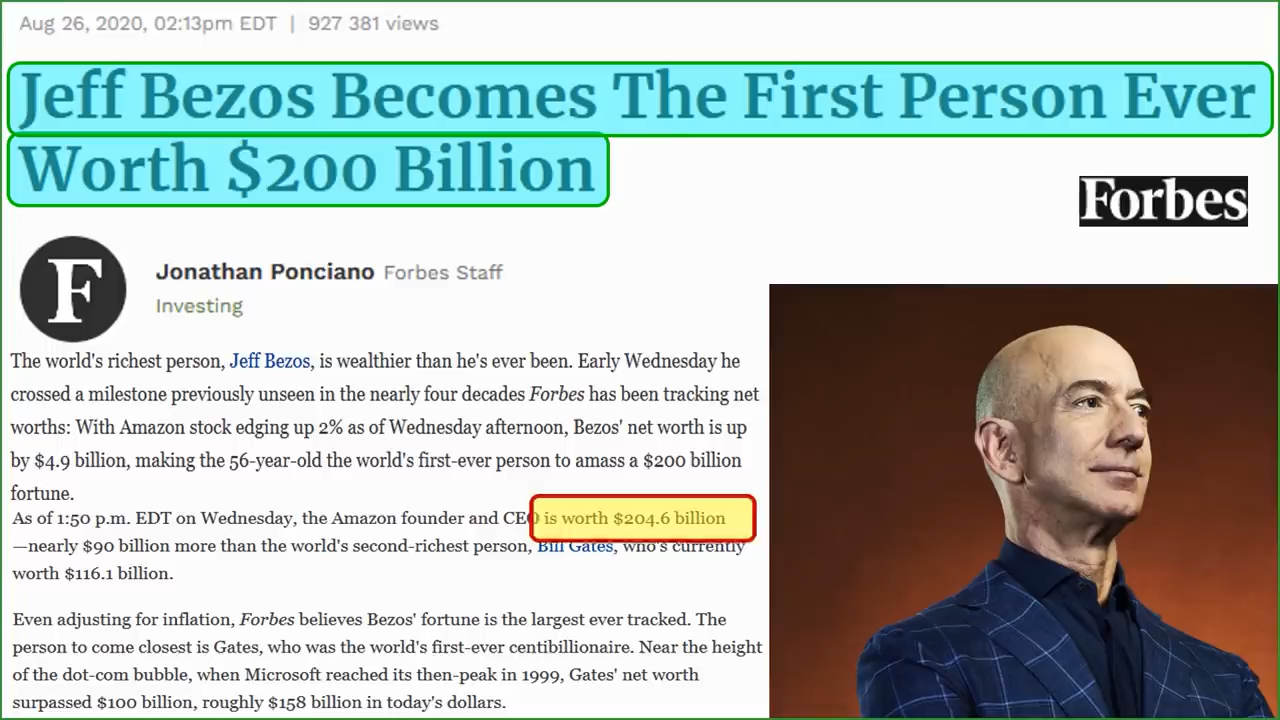 Aug 26, 2020, 02:13pm EDT | 927 381 views
Jeff Bezos Becomes The First Person Ever
Worth $200 Billion
Forbes
F
Jonathan Ponciano Forbes Staff
Investing
The world's richest person, Jeff Bezos, is wealthier than he's ever been. Early Wednesday he
crossed a milestone previously unseen in the nearly four decades Forbes has been tracking net
worths: With Amazon stock edging up 2% as of Wednesday afternoon, Bezos' net worth is up
by $4.9 billion, making the 56-year-old the world's first-ever person to amass a $200 billion
fortune.
As of 1:50 p.m. EDT on Wednesday, the Amazon founder and CEO is worth $204.6 billion
—nearly $90 billion more than the world's second-richest person, Bill Gates, who's currently
worth $116.1 billion.
Even adjusting for inflation, Forbes believes Bezos' fortune is the largest ever tracked. The
person to come closest is Gates, who was the world's first-ever centibillionaire. Near the height
of the dot-com bubble, when Microsoft reached its then-peak in 1999, Gates' net worth
surpassed $100 billion, roughly $158 billion in today's dollars.